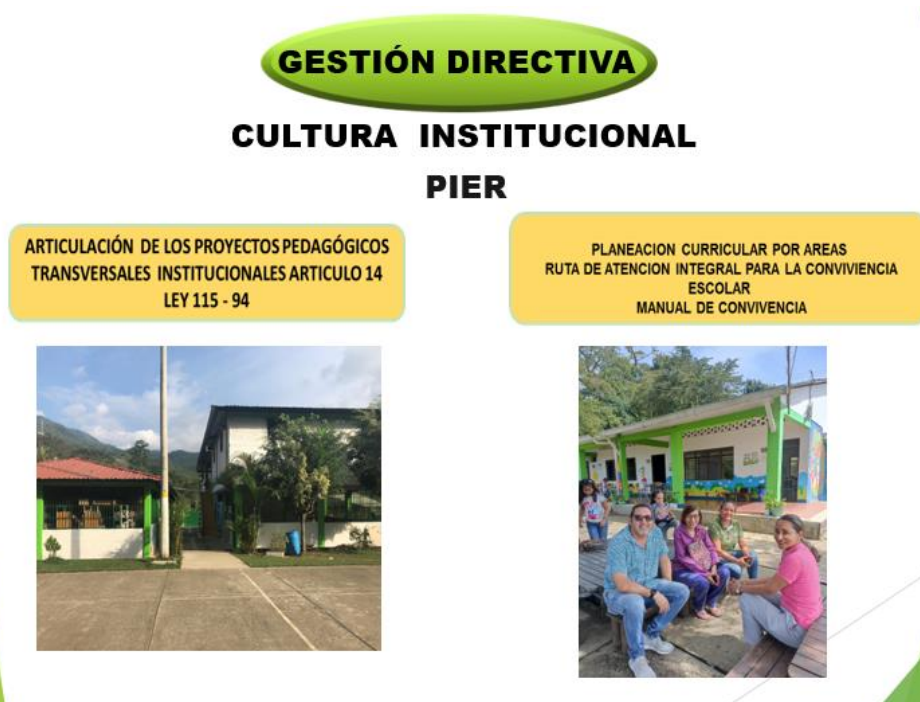 GESTIÓN DIRECTIVA
CULTURA INSTITUCIONAL
PIER
ARTICULACIÓN DE LOS PROYECTOS PEDAGÓGICOS
TRANSVERSALES INSTITUCIONALES ARTICULO 14
LEY 115 - 94
PLANEACION CURRICULAR POR AREAS
RUTA DE ATENCION INTEGRAL PARA LA CONVIVIENCIA
ESCOLAR
MANUAL DE CONVIVENCIA